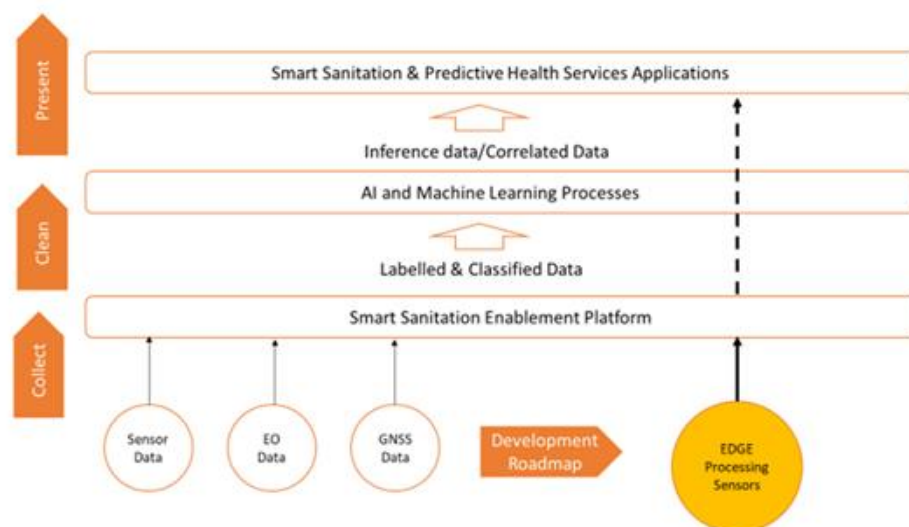 Present
Smart Sanitation & Predictive Health Services Applications
Inference data/Correlated Data
AI and Machine Learning Processes
Clean
Labelled & Classified Data
Smart Sanitation Enablement Platform
Collect
Sensor
Data
EO
Data
GNSS
Data
Development
Roadmap
EDGE
Processing
Sensors